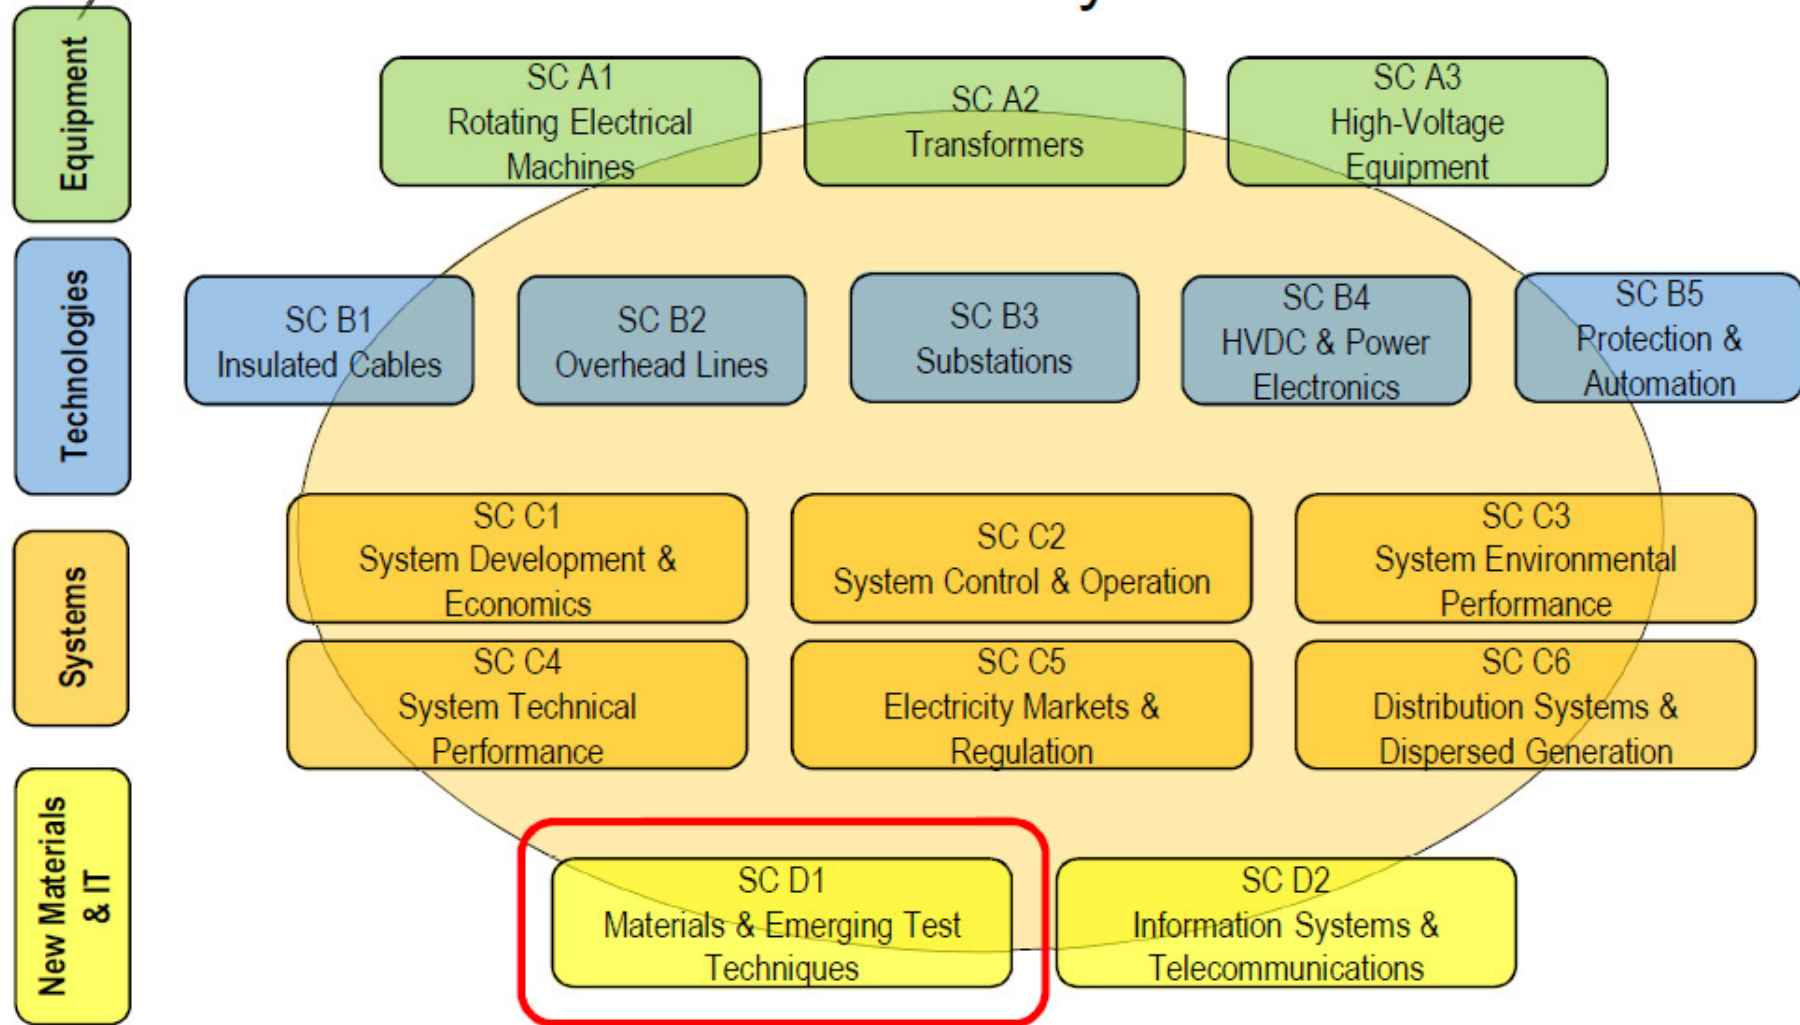 Equipment
SC A1
Rotating Electrical
Machines
SC A2
Transformers
SC A3
High-Voltage
Equipment
Technologies
SC B1
Insulated Cables
SC B2
Overhead Lines
SC B3
Substations
SC B4
HVDC & Power
Electronics
SC B5
Protection &
Automation
Systems
SC C1
System Development &
Economics
SC C2
System Control & Operation
SC C3
System Environmental
Performance
SC C4
System Technical
Performance
SC C5
Electricity Markets &
Regulation
SC C6
Distribution Systems &
Dispersed Generation
New Materials
& IT
SC D1
Materials & Emerging Test
Techniques
SC D2
Information Systems &
Telecommunications